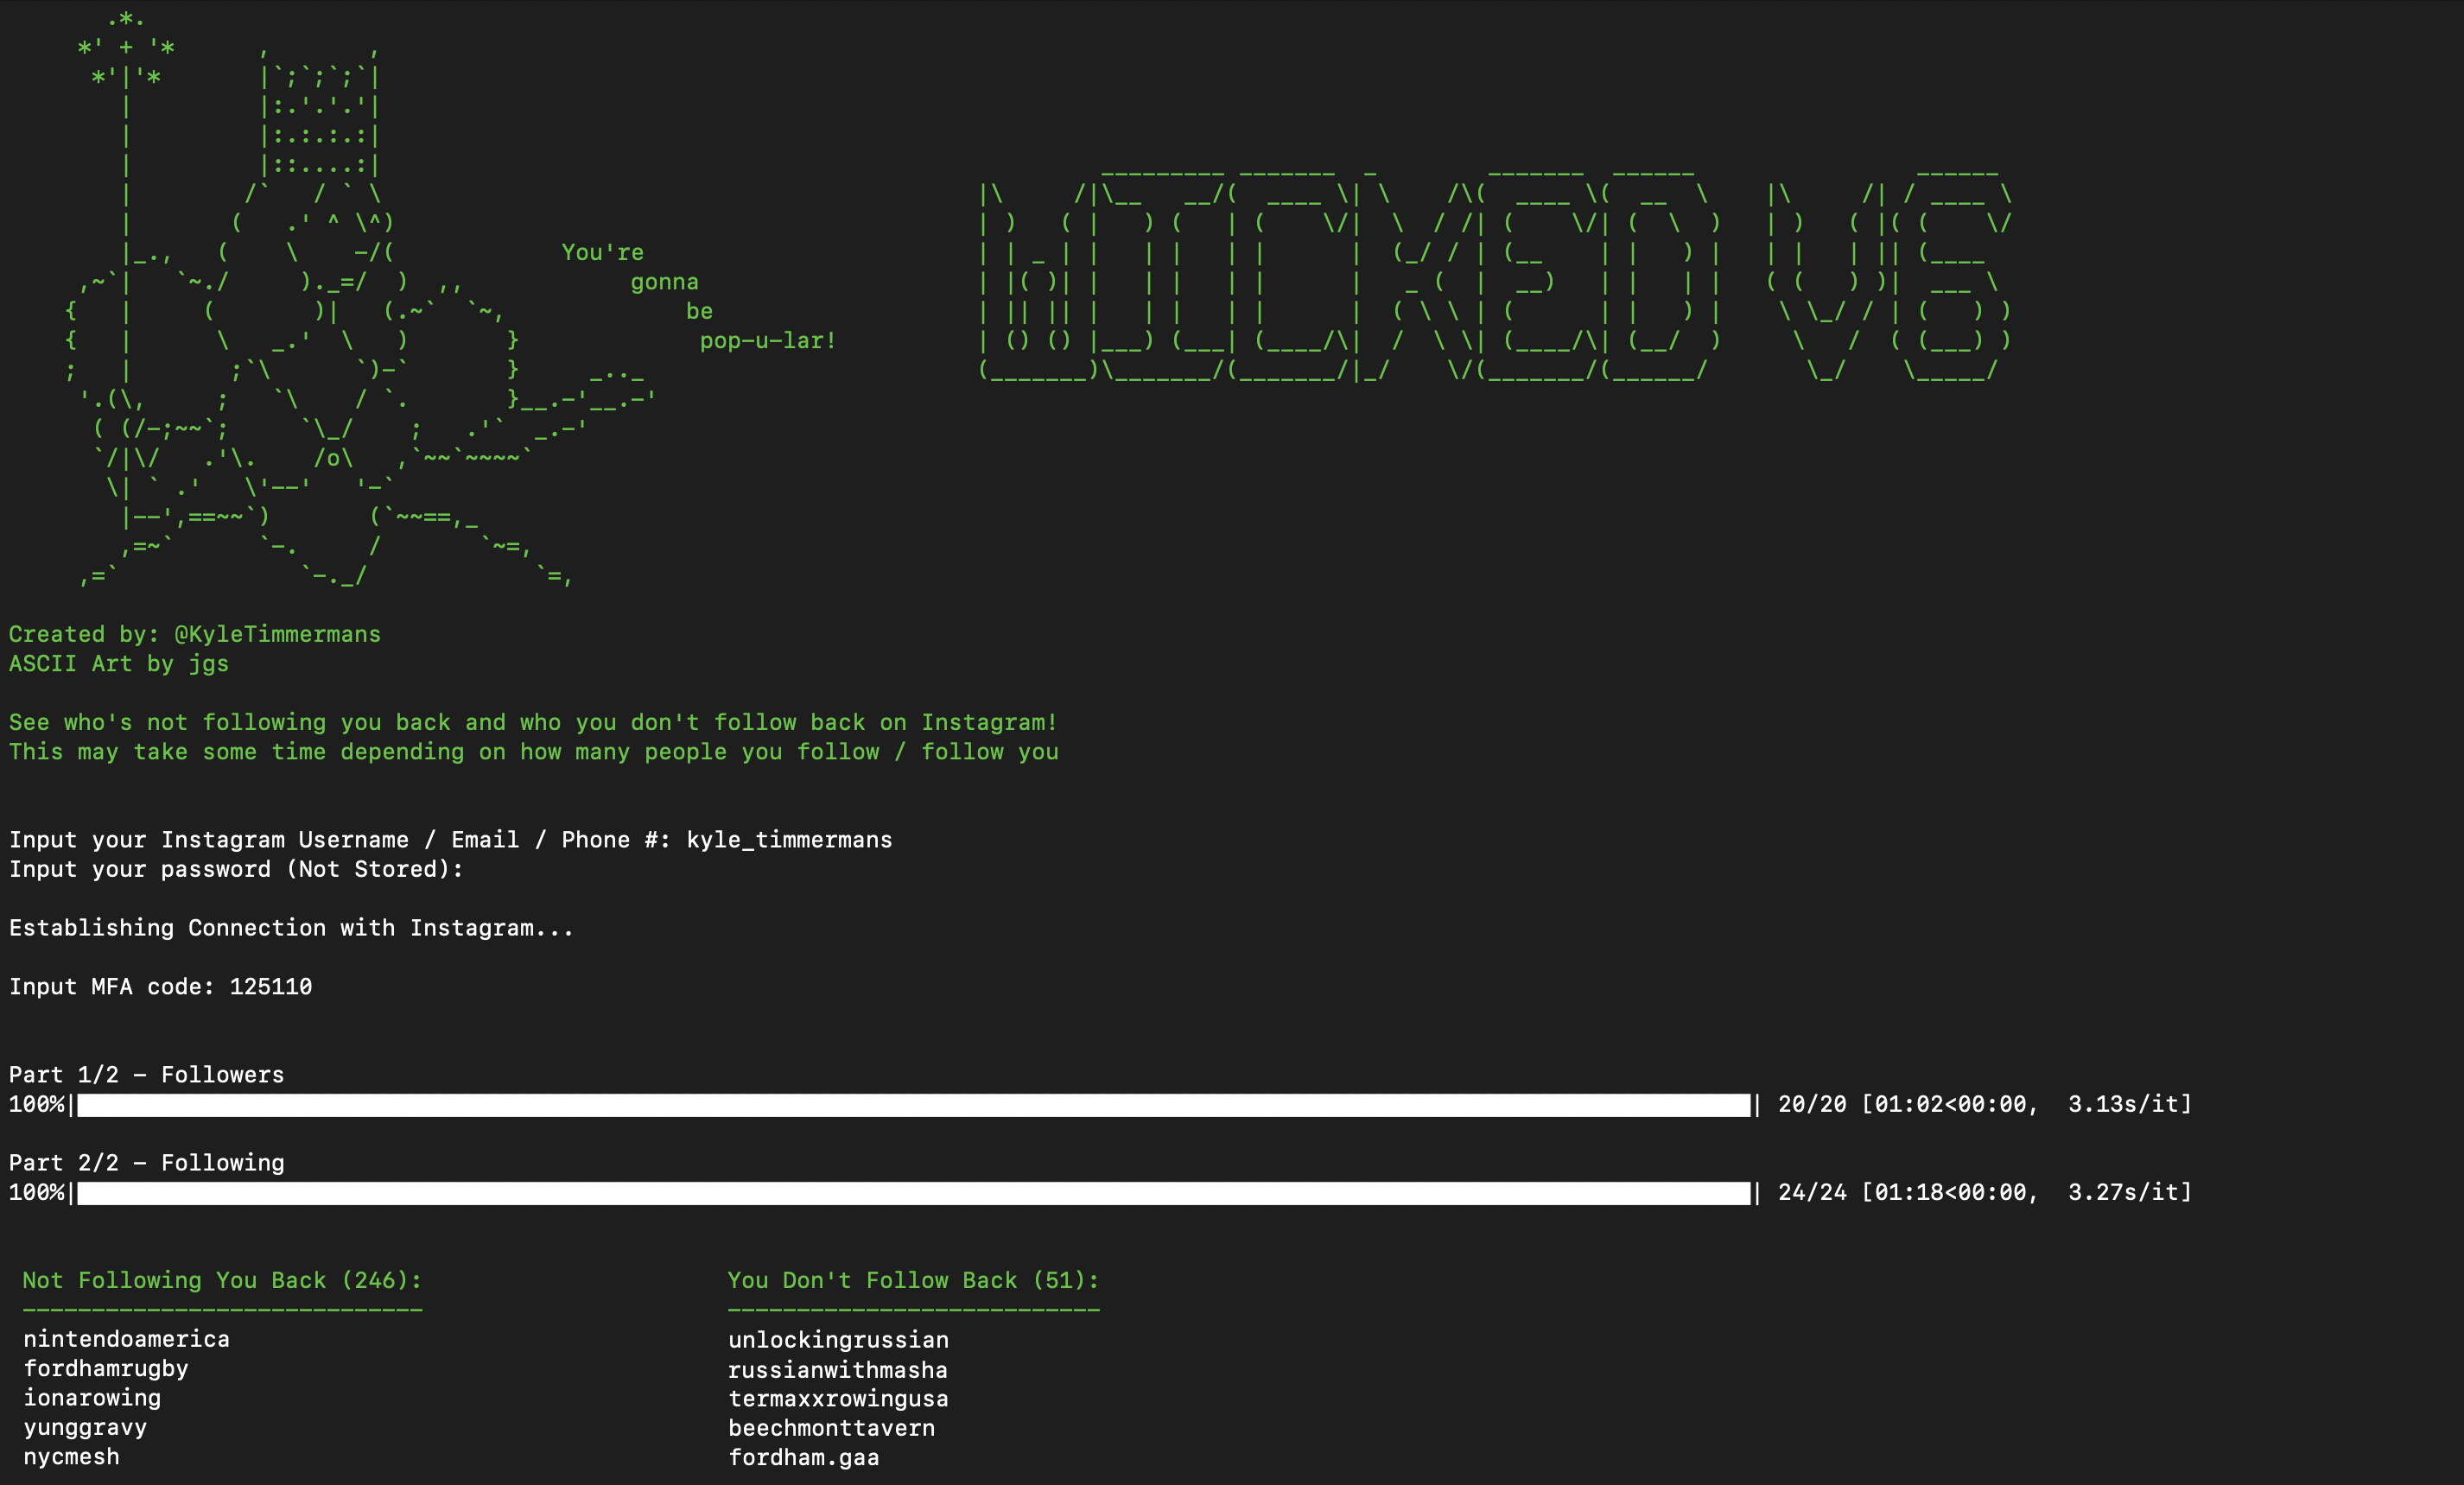 You're
gonna
be
pop-u-lar!
WICKED V6
Created by: @KyleTimmermans
ASCII Art by jgs
See who's not following you back and who you don't follow back on Instagram!
This may take some time depending on how many people you follow / follow you
Input your Instagram Username / Email / Phone #: kyle_timmermans
Input your password (Not Stored):
Establishing Connection with Instagram...
Input MFA code: 125110
Part 1/2 - Followers
100%| | 20/20 [01:02<00:00,  3.13s/it]
Part 2/2 - Following
100%| | 24/24 [01:18<00:00,  3.27s/it]
Not Following You Back (246):
nintendoamerica
fordhamrugby
ionarowing
yunggravy
nycmesh
You Don't Follow Back (51):
unlockingrussian
russianwithmasha
termaxxrowingusa
beechmonttavern
fordham.gaa